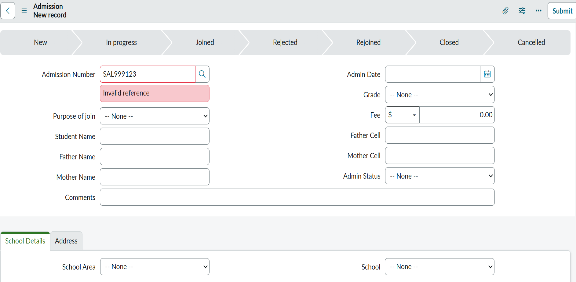 Admission
New record
Submit
New In progress Joined Rejected Rejoined Closed Cancelled
Admission Number SAL999123 Admin Date
Invalid reference Grade -- None --
Purpose of join -- None -- Fee $ 0.00
Student Name Father Cell
Father Name Mother Cell
Mother Name Admin Status -- None --
Comments
School Details Address
School Area None School None